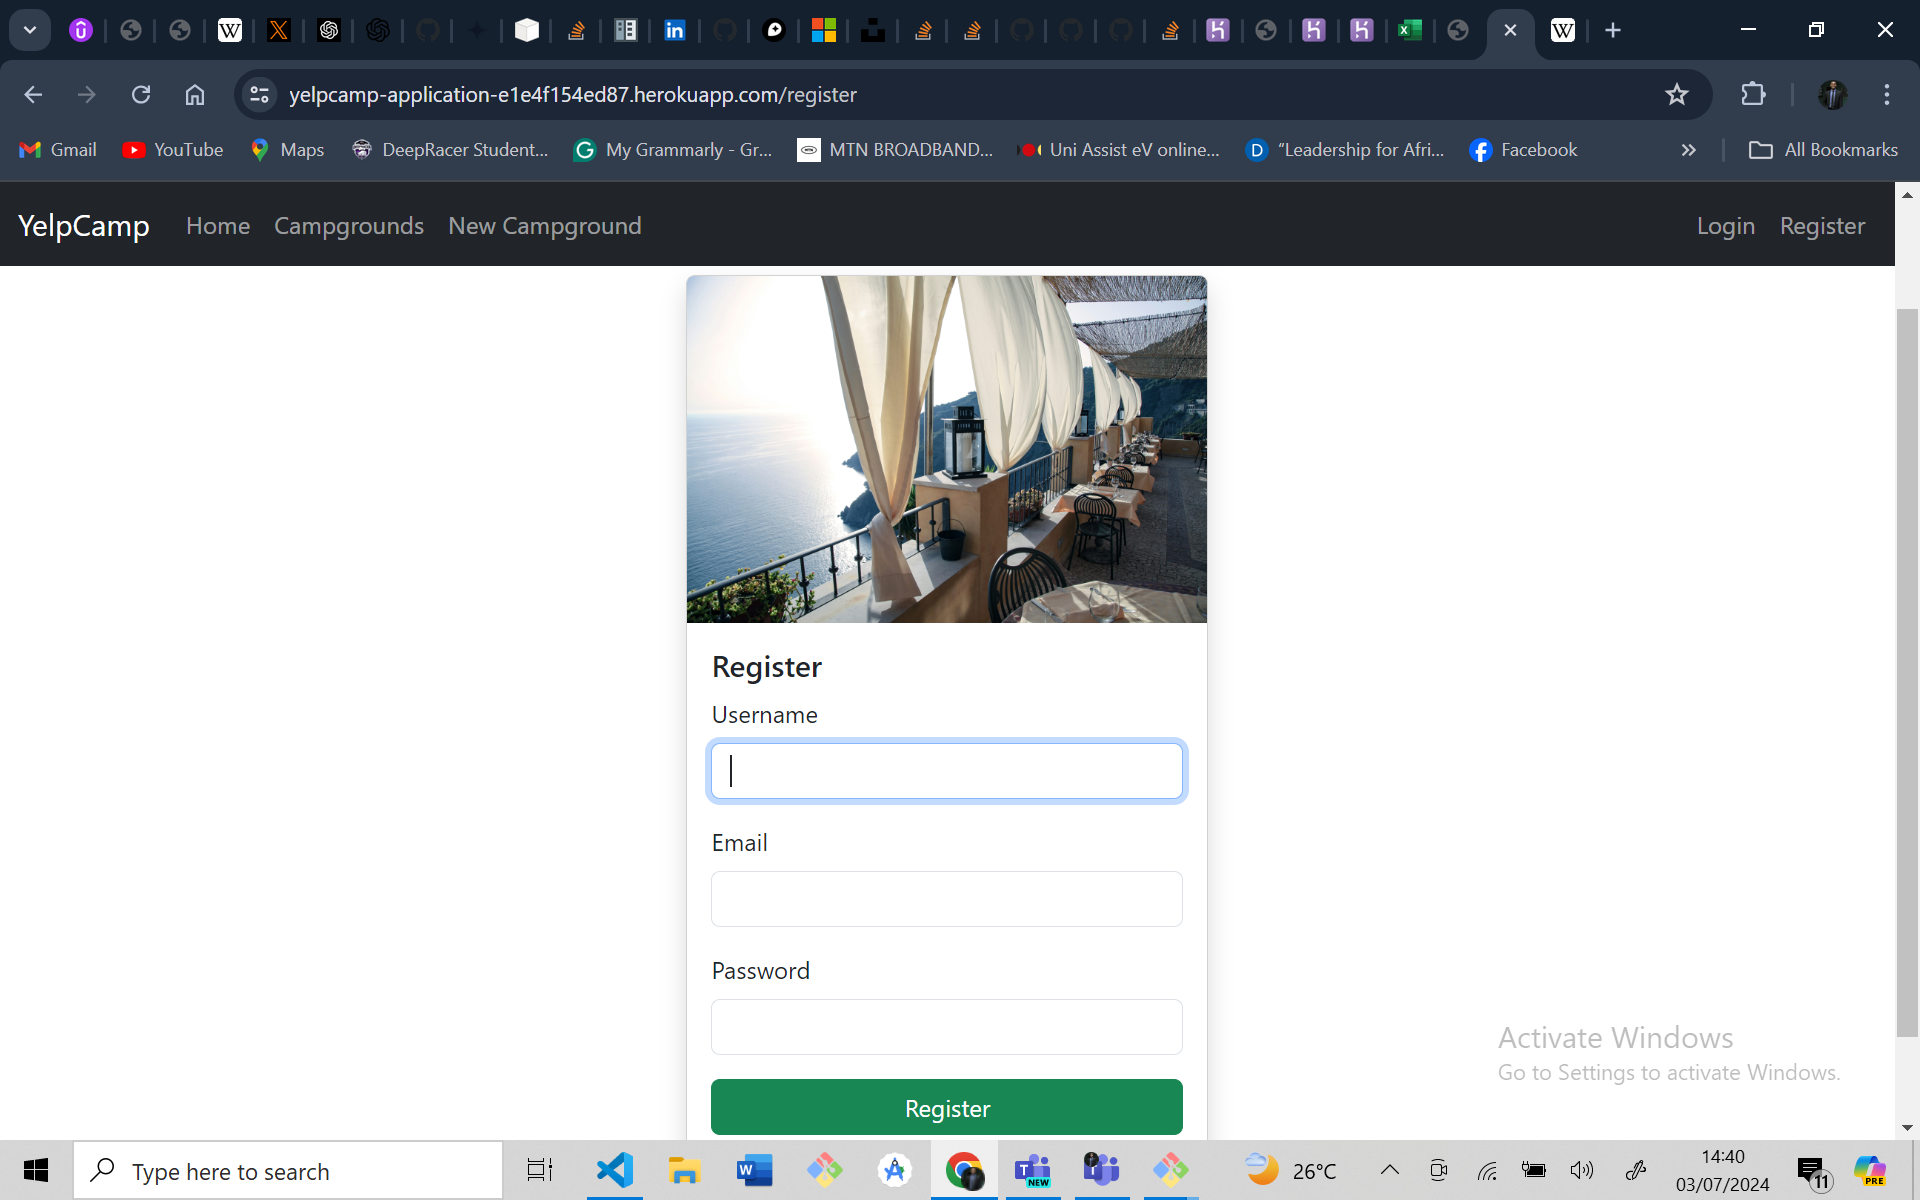 yelpcamp-application-e1e4f154ed87.herokuapp.com/register
Gmail YouTube Maps DeepRacer Student... My Grammarly - Gr... MTN BROADBAND... Uni Assist eV online... “Leadership for Afri... Facebook All Bookmarks
YelpCamp Home Campgrounds New Campground Login Register
Register
Username
Email
Password
Register
Activate Windows
Go to Settings to activate Windows.
Type here to search
NEW
26°C
14:40
03/07/2024
11
PRE